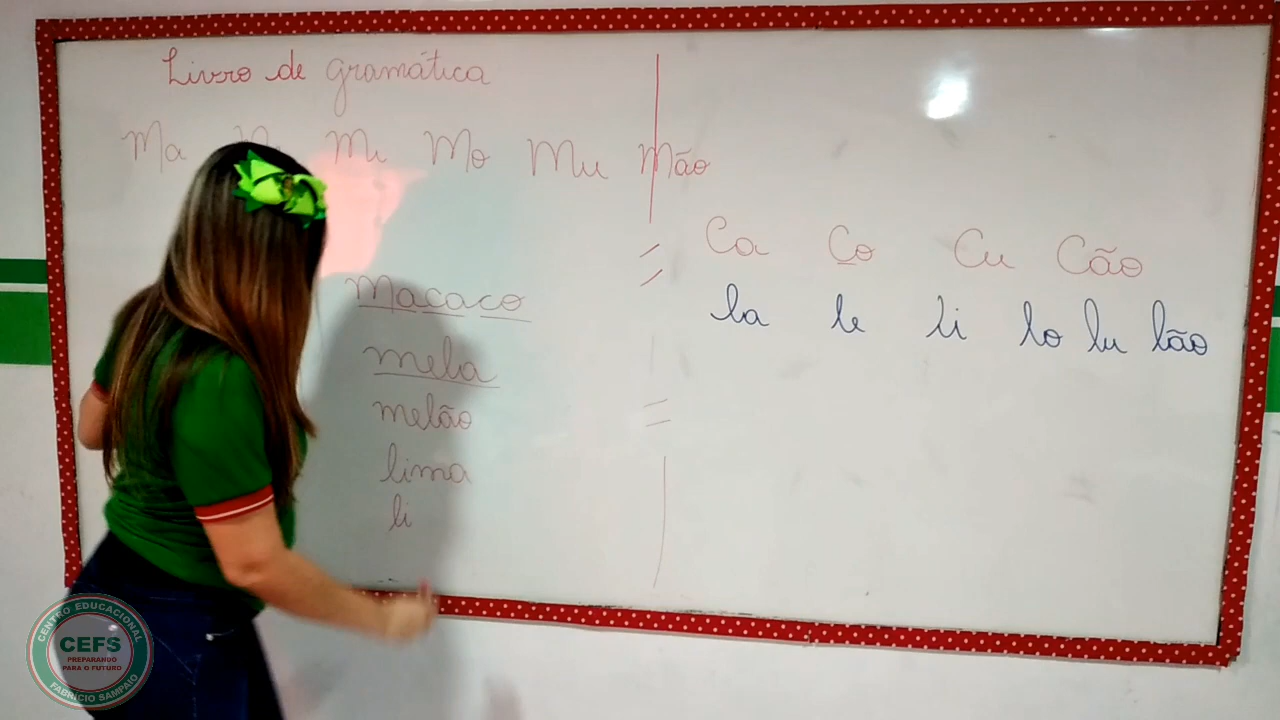 Livro de gramática
Ma Mi Mo Mu Mão
Macaco
mela
melão
lima
li
Ca Co Cu Cão
la le li lo lu lão
CENTRO EDUCACIONAL
CEFS
PREPARANDO
PARA O FUTURO
FABRICIO SAMPAIO